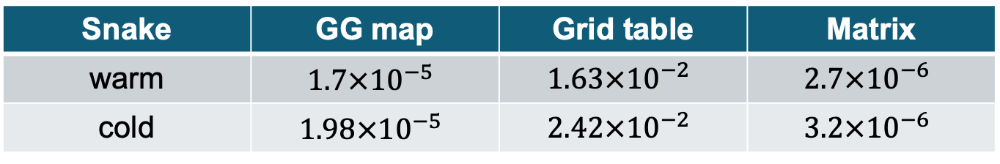 Snake GG map Grid table Matrix
warm 1.7×10⁻⁵ 1.63×10⁻² 2.7×10⁻⁶
cold 1.98×10⁻⁵ 2.42×10⁻² 3.2×10⁻⁶